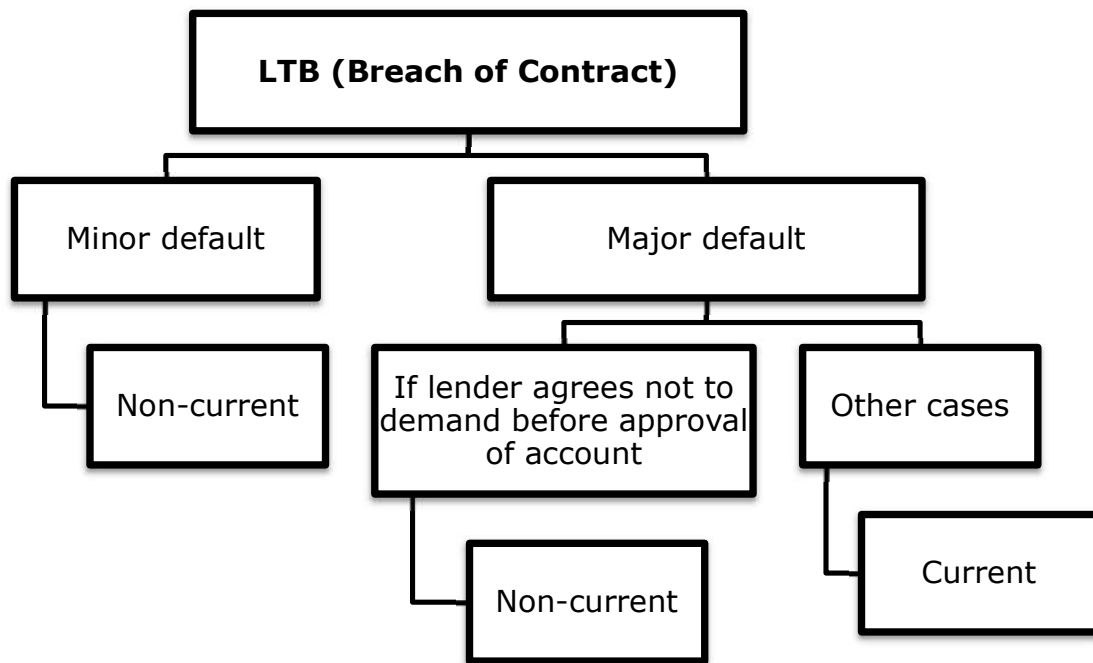 LTB (Breach of Contract)
Minor default
Major default
Non-current
If lender agrees not to
demand before approval
of account
Other cases
Non-current
Current